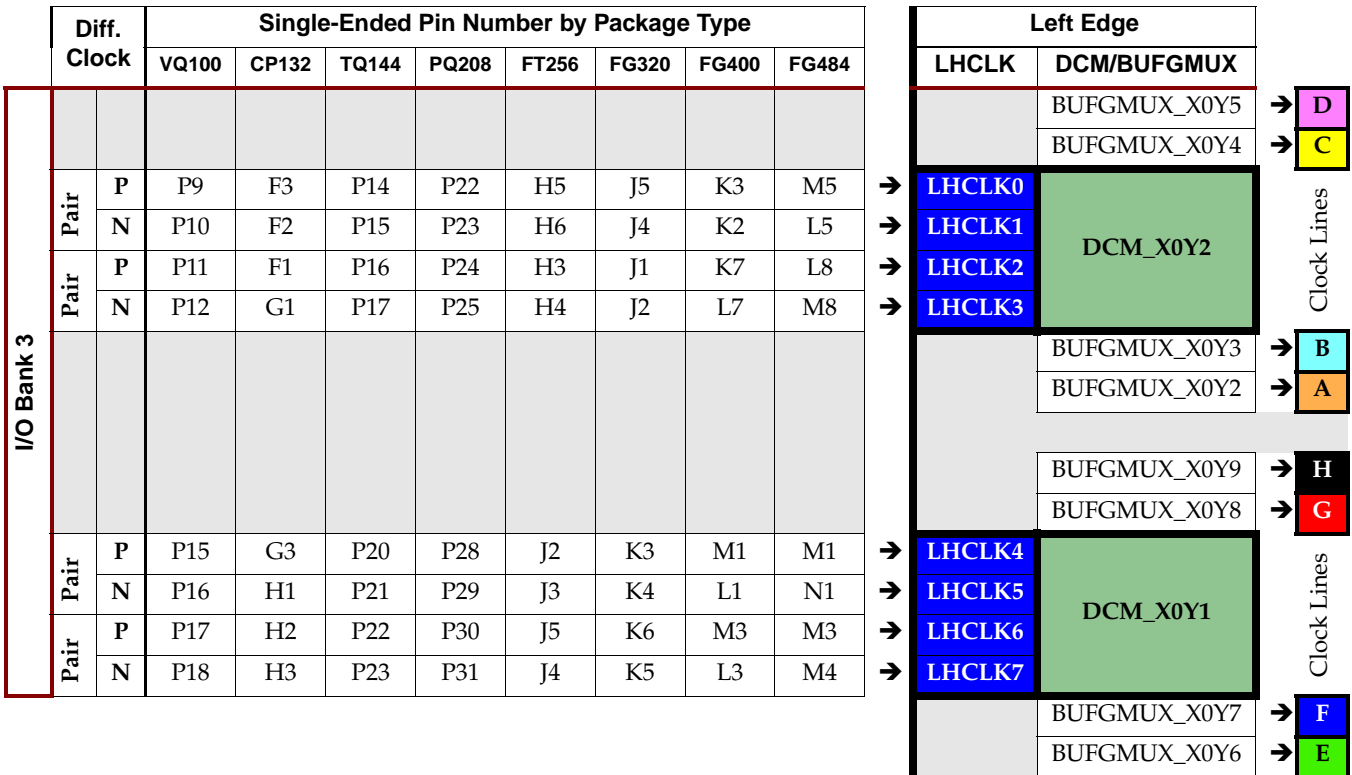 Diff. Clock Single-Ended Pin Number by Package Type Left Edge
VQ100 CP132 TQ144 PQ208 FT256 FG320 FG400 FG484 LHCLK DCM/BUFGMUX
I/O Bank 3
BUFGMUX_X0Y5 ➔ D
BUFGMUX_X0Y4 ➔ C
Pair P P9 F3 P14 P22 H5 J5 K3 M5 ➔ LHCLK0 DCM_X0Y2 Clock Lines
N P10 F2 P15 P23 H6 J4 K2 L5 ➔ LHCLK1
Pair P P11 F1 P16 P24 H3 J1 K7 L8 ➔ LHCLK2
N P12 G1 P17 P25 H4 J2 L7 M8 ➔ LHCLK3
BUFGMUX_X0Y3 ➔ B
BUFGMUX_X0Y2 ➔ A
BUFGMUX_X0Y9 ➔ H
BUFGMUX_X0Y8 ➔ G
Pair P P15 G3 P20 P28 J2 K3 M1 M1 ➔ LHCLK4 DCM_X0Y1 Clock Lines
N P16 H1 P21 P29 J3 K4 L1 N1 ➔ LHCLK5
Pair P P17 H2 P22 P30 J5 K6 M3 M3 ➔ LHCLK6
N P18 H3 P23 P31 J4 K5 L3 M4 ➔ LHCLK7
BUFGMUX_X0Y7 ➔ F
BUFGMUX_X0Y6 ➔ E